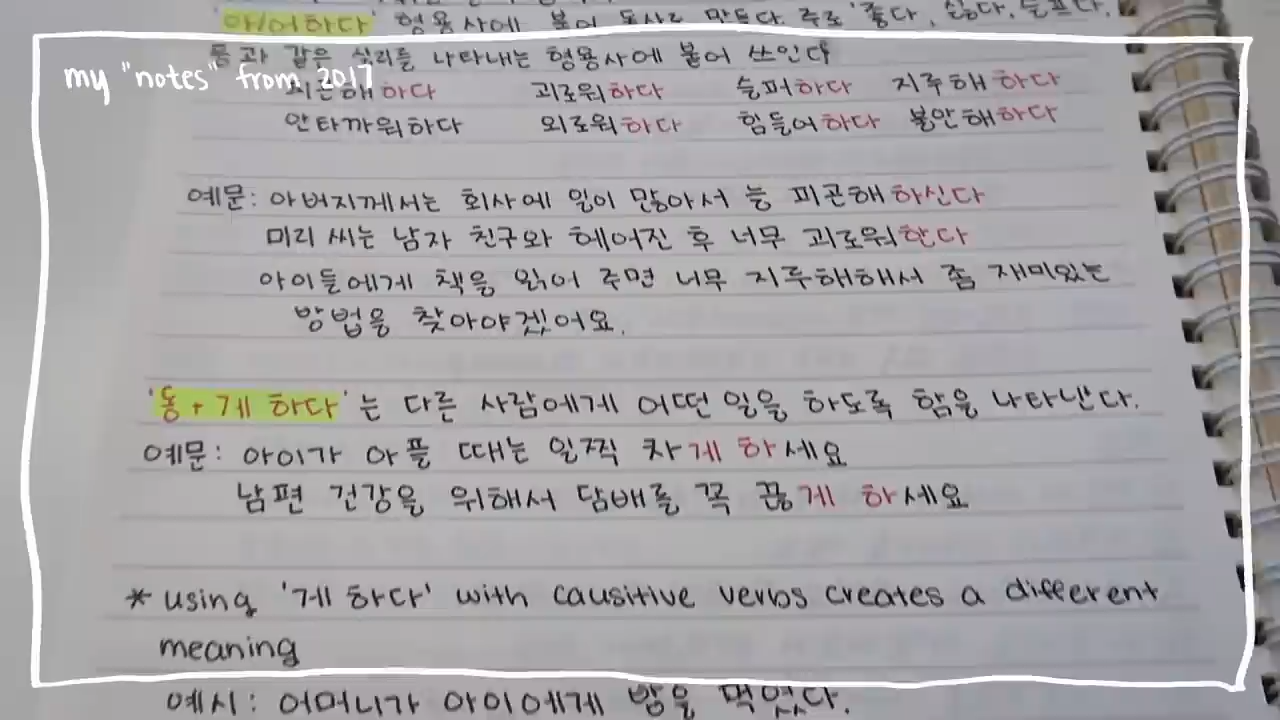 '아/어하다' 형용사에 붙어 동사로 만든다. 주로 '좋다, 싫다, 슬프다,
등과 같은 심리를 나타내는 형용사에 붙어 쓰인다
my "notes" from 2017
피곤해하다 괴로워하다 슬퍼하다 지루해하다
안타까워하다 외로워하다 힘들어하다 불안해하다
예문: 아버지께서는 회사에 일이 많아서 늘 피곤해하신다
미리 씨는 남자 친구와 헤어진 후 너무 괴로워한다
아이들에게 책을 읽어 주면 너무 지루해해서 좀 재미있는
방법을 찾아야겠어요.
'동+게 하다'는 다른 사람에게 어떤 일을 하도록 함을 나타낸다.
예문: 아이가 아플 때는 일찍 자게 하세요
남편 건강을 위해서 담배를 꼭 끊게 하세요
* using '게 하다' with causitive verbs creates a different
meaning
예시: 어머니가 아이에게 밥을 먹였다.